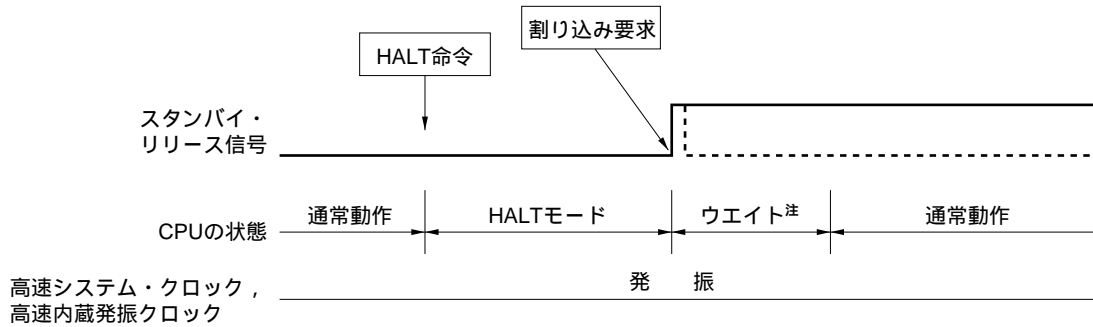 割り込み要求
HALT命令
スタンバイ・
リリース信号
通常動作
HALTモード
ウエイト注
通常動作
CPUの状態
発 振
高速システム・クロック，
高速内蔵発振クロック